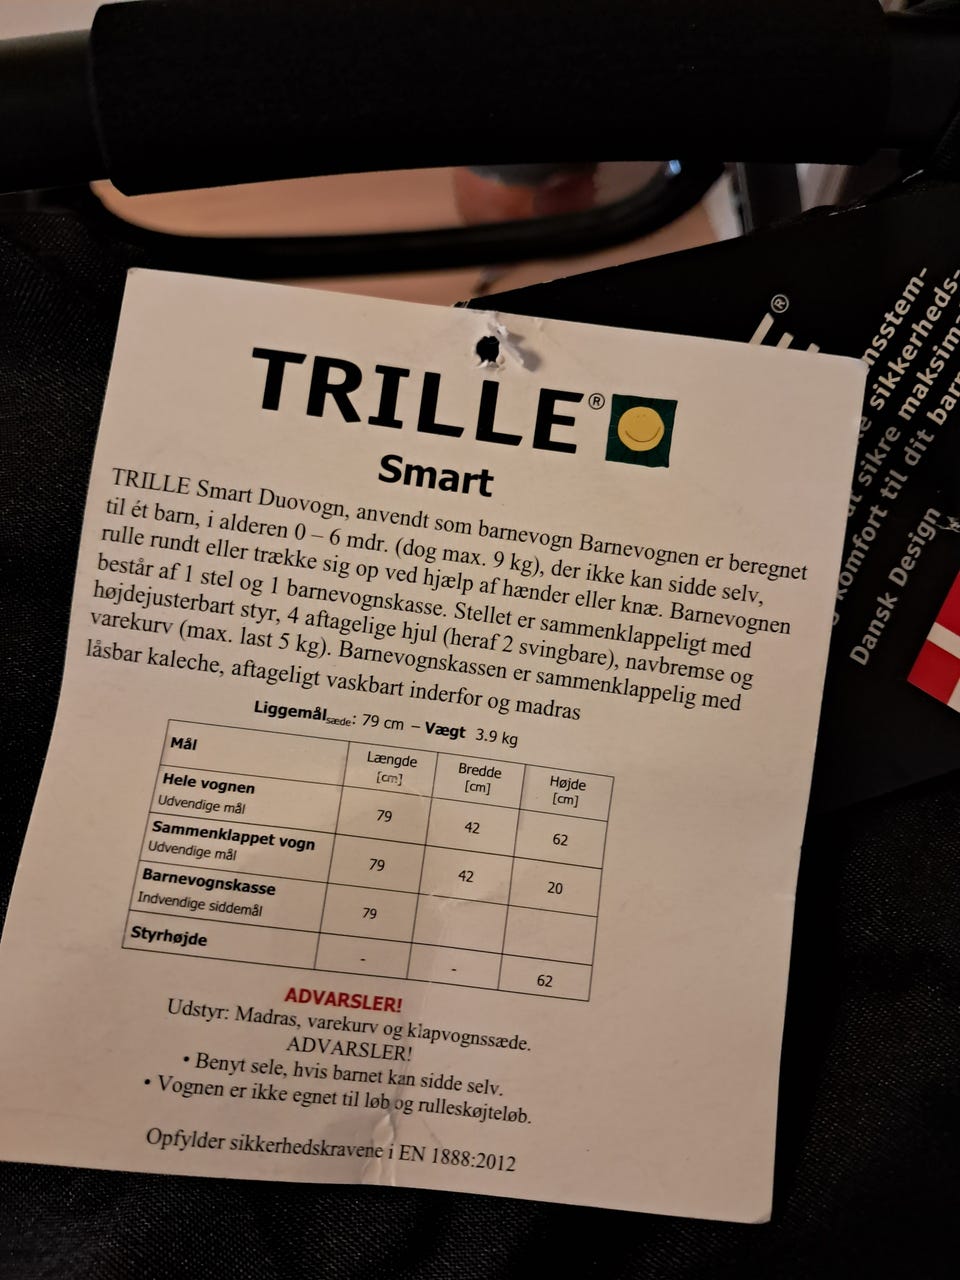 TRILLE®
Smart
TRILLE Smart Duovogn, anvendt som barnevogn Barnevognen er beregnet
til ét barn, i alderen 0 – 6 mdr. (dog max. 9 kg), der ikke kan sidde selv,
rulle rundt eller trække sig op ved hjælp af hænder eller knæ. Barnevognen
består af 1 stel og 1 barnevognskasse. Stellet er sammenklappeligt med
højdejusterbart styr, 4 aftagelige hjul (heraf 2 svingbare), navbremse og
varekurv (max. last 5 kg). Barnevognskassen er sammenklappelig med
låsbar kaleche, aftageligt vaskbart inderfor og madras
Liggemål sæde: 79 cm – Vægt 3.9 kg
Mål Længde [cm] Bredde [cm] Højde [cm]
Hele vognen Udvendige mål 79 42 62
Sammenklappet vogn Udvendige mål 79 42 20
Barnevognskasse Indvendige siddemål 79
Styrhøjde - - 62
ADVARSLER!
Udstyr: Madras, varekurv og klapvognssæde.
ADVARSLER!
• Benyt sele, hvis barnet kan sidde selv.
• Vognen er ikke egnet til løb og rulleskøjteløb.
Opfylder sikkerhedskravene i EN 1888:2012
®
sikkerheds-
sikre
komfort til dit
Dansk Design